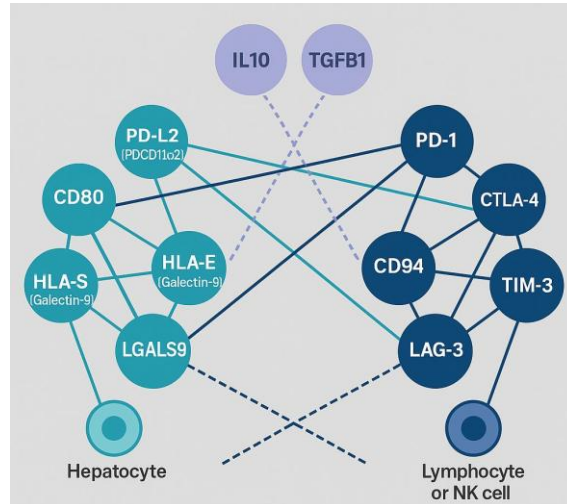 IL10
TGFB1
PD-L2
(PDCD11o2)
PD-1
CD80
CTLA-4
HLA-E
(Galectin-9)
CD94
HLA-S
(Galectin-9)
TIM-3
LGALS9
LAG-3
Hepatocyte
Lymphocyte
or NK cell